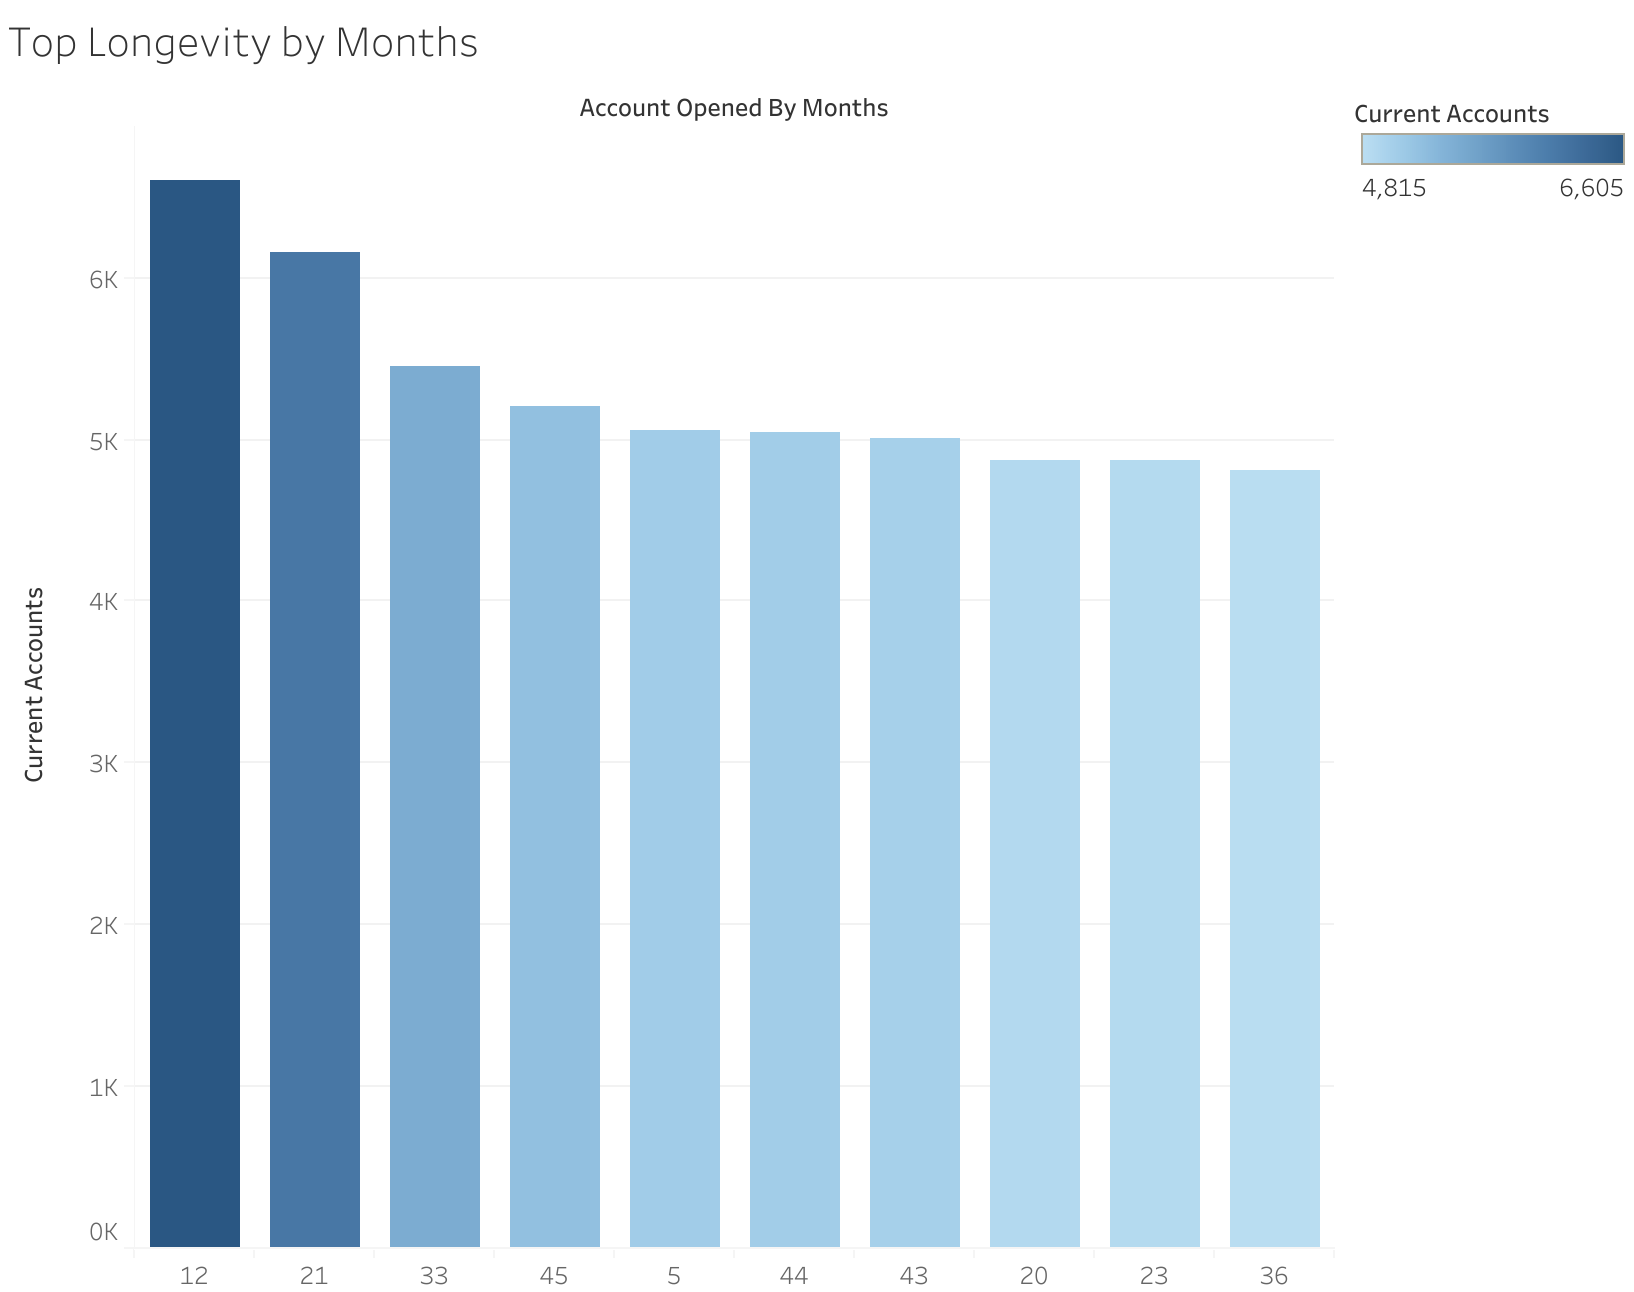 Top Longevity by Months
Account Opened By Months
Current Accounts
4,815 6,605
6K
5K
4K
3K
2K
1K
0K
Current Accounts
12 21 33 45 5 44 43 20 23 36